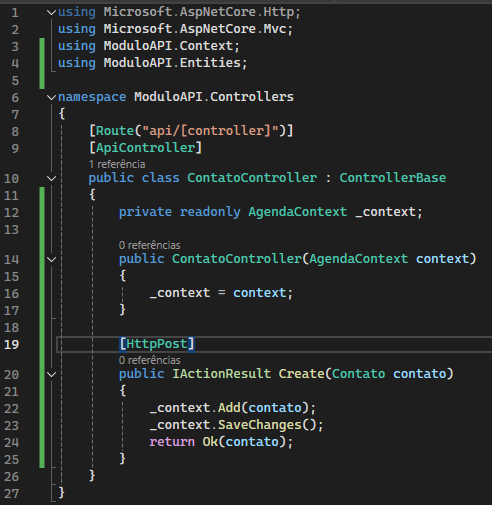 1 using Microsoft.AspNetCore.Http;
2 using Microsoft.AspNetCore.Mvc;
3 using ModuloAPI.Context;
4 using ModuloAPI.Entities;
5
6 namespace ModuloAPI.Controllers
7 {
8 [Route("api/[controller]")]
9 [ApiController]
1 referência
10 public class ContatoController : ControllerBase
11 {
12 private readonly AgendaContext _context;
13
0 referências
14 public ContatoController(AgendaContext context)
15 {
16 _context = context;
17 }
18
19 [HttpPost]
0 referências
20 public IActionResult Create(Contato contato)
21 {
22 _context.Add(contato);
23 _context.SaveChanges();
24 return Ok(contato);
25 }
26 }
27 }